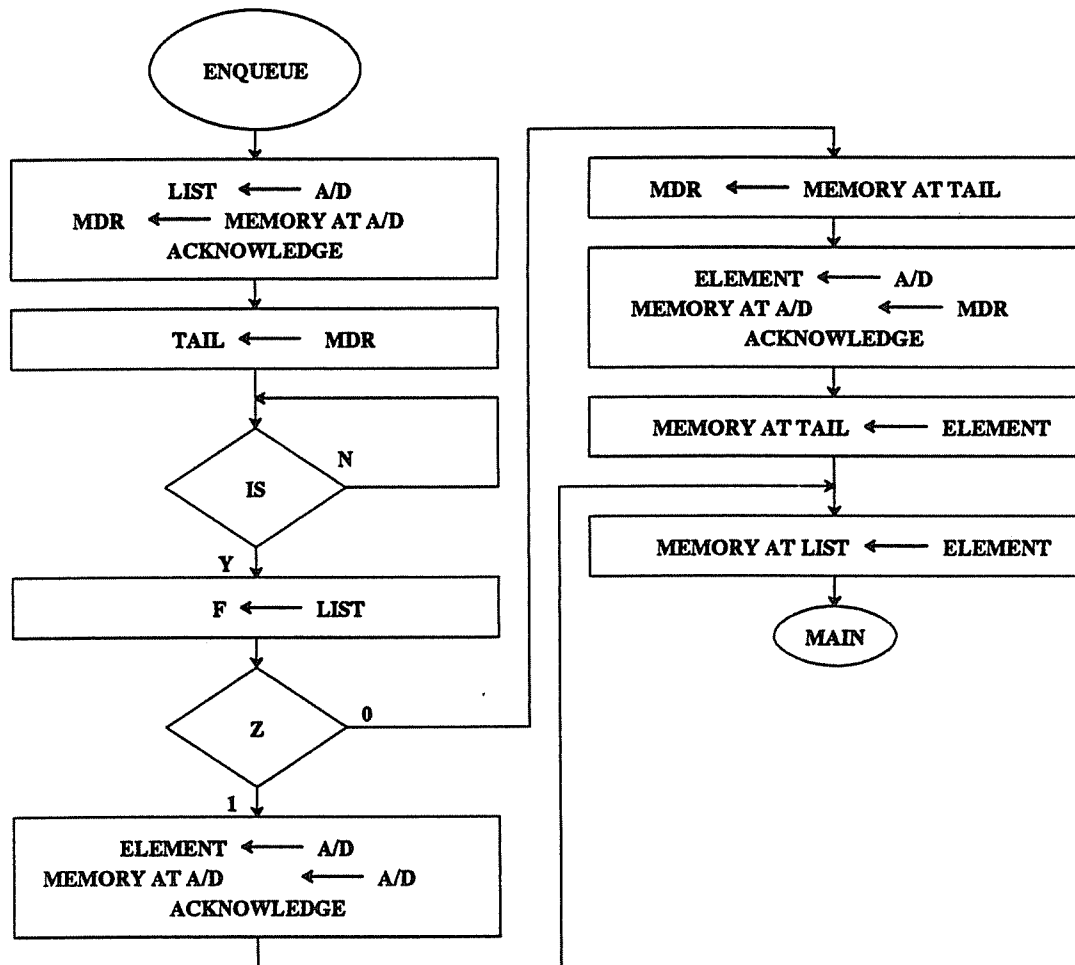 ENQUEUE
LIST ← A/D
MDR ← MEMORY AT A/D
ACKNOWLEDGE
TAIL ← MDR
IS
N
Y
F ← LIST
Z
0
1
ELEMENT ← A/D
MEMORY AT A/D ← A/D
ACKNOWLEDGE
MDR ← MEMORY AT TAIL
ELEMENT ← A/D
MEMORY AT A/D ← MDR
ACKNOWLEDGE
MEMORY AT TAIL ← ELEMENT
MEMORY AT LIST ← ELEMENT
MAIN